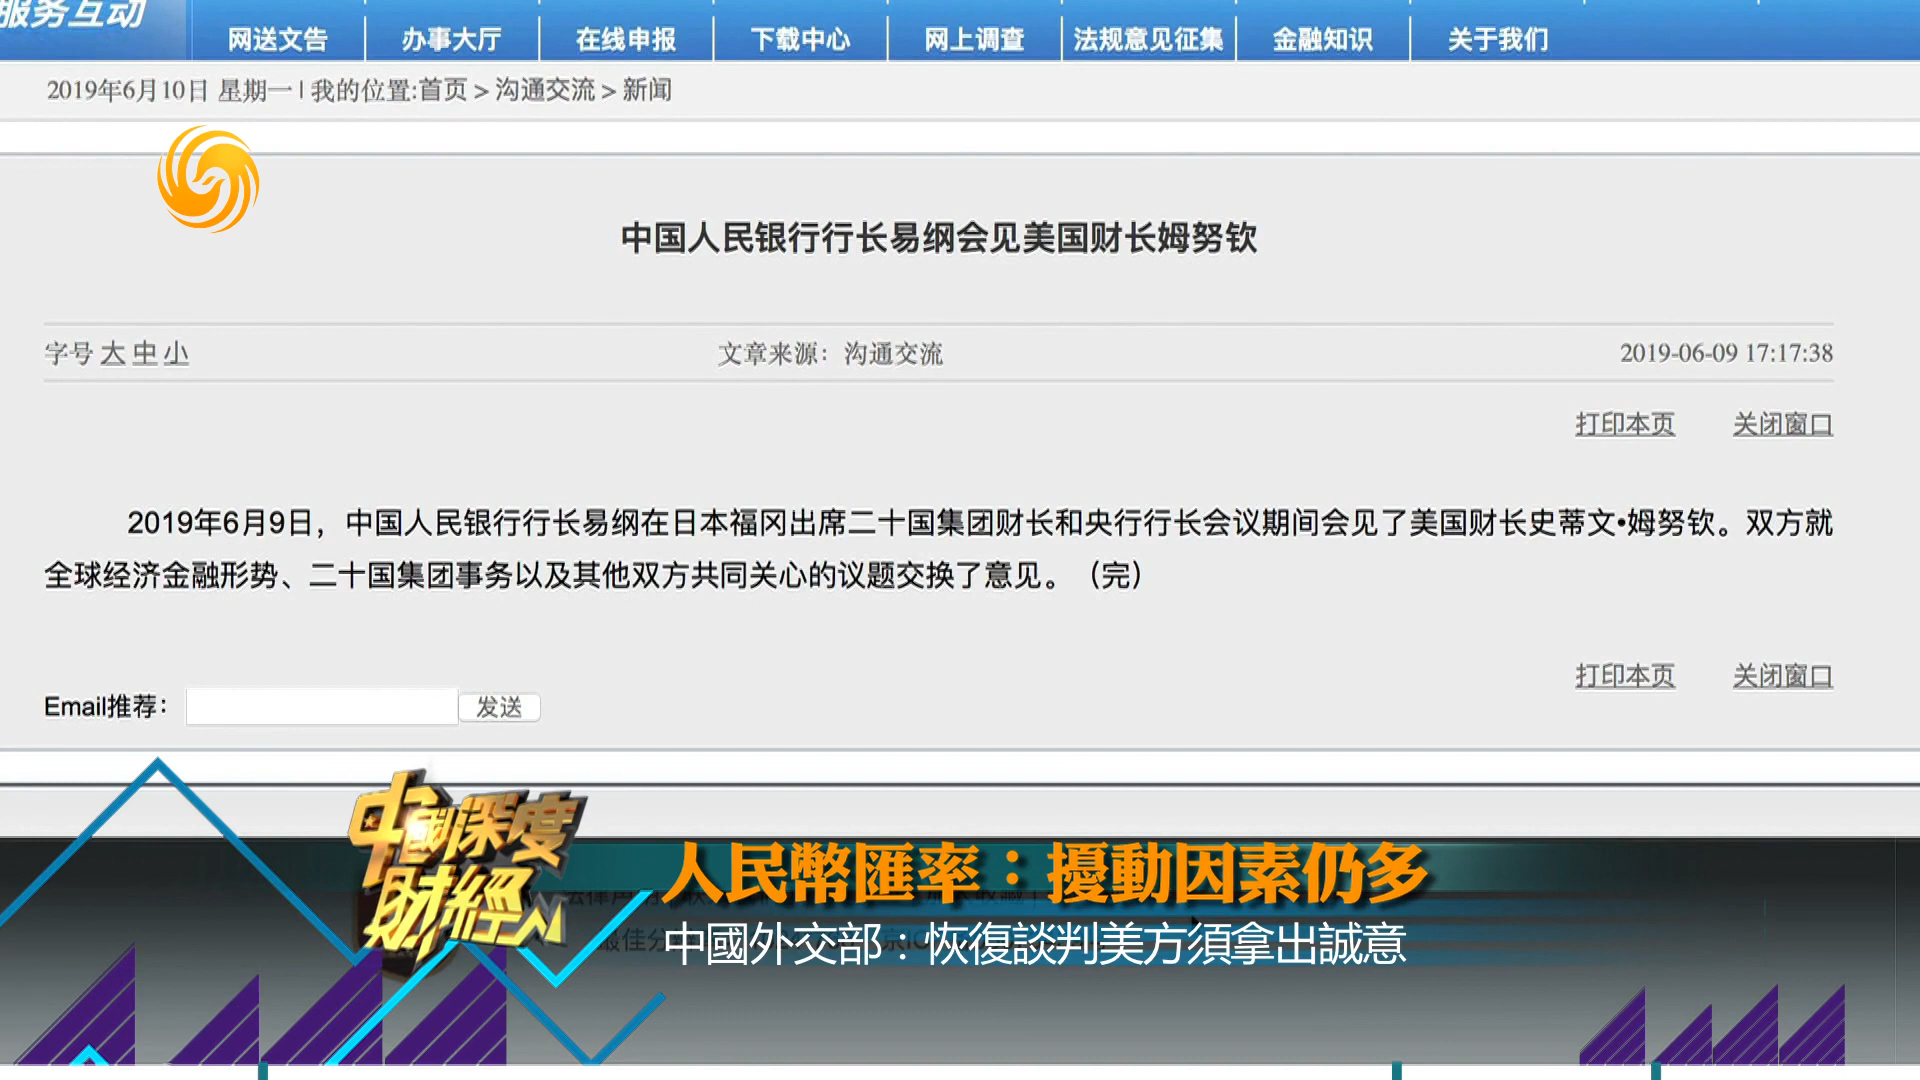 服务互动
网送文告 办事大厅 在线申报 下载中心 网上调查 法规意见征集 金融知识 关于我们
2019年6月10日 星期一 | 我的位置:首页 > 沟通交流 > 新闻
中国人民银行行长易纲会见美国财长姆努钦
字号 大 中 小 文章来源：沟通交流 2019-06-09 17:17:38
打印本页 关闭窗口
2019年6月9日，中国人民银行行长易纲在日本福冈出席二十国集团财长和央行行长会议期间会见了美国财长史蒂文•姆努钦。双方就
全球经济金融形势、二十国集团事务以及其他双方共同关心的议题交换了意见。（完）
打印本页 关闭窗口
Email推荐： 发送
中國深度
財經
人民幣匯率：擾動因素仍多
中國外交部：恢復談判美方須拿出誠意